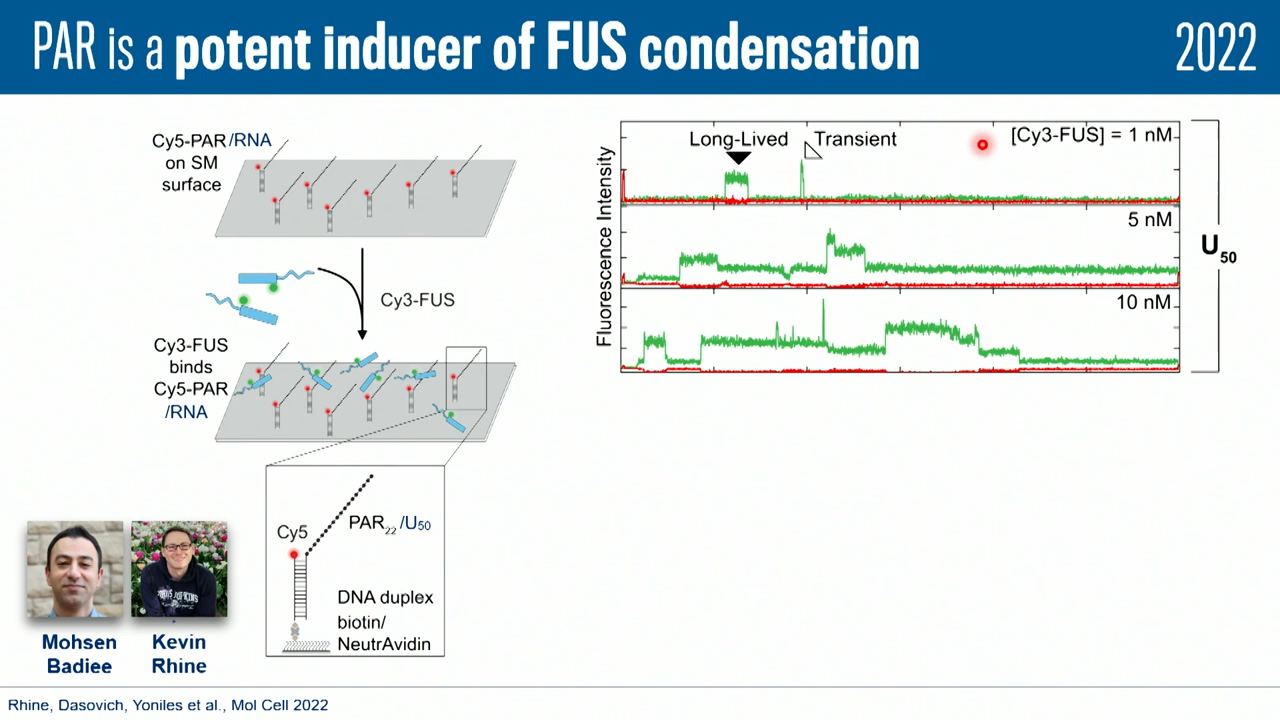 PAR is a potent inducer of FUS condensation
2022
Cy5-PAR/RNA
on SM
surface
Cy3-FUS
Cy3-FUS
binds
Cy5-PAR
/RNA
Cy5
PAR22/U50
DNA duplex
biotin/
NeutrAvidin
Mohsen
Badiee
Kevin
Rhine
Fluorescence Intensity
Long-Lived
Transient
[Cy3-FUS] = 1 nM
5 nM
10 nM
U50
Rhine, Dasovich, Yoniles et al., Mol Cell 2022